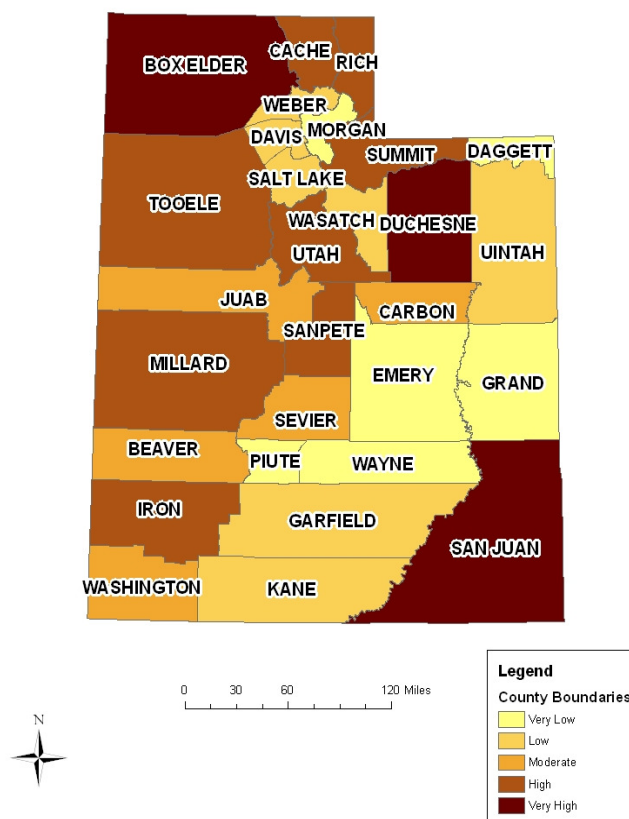 CACHE
RICH
BOX ELDER
WEBER
MORGAN
DAVIS
SUMMIT
DAGGETT
SALT LAKE
TOOELE
WASATCH
DUCHESNE
UTAH
UINTAH
JUAB
CARBON
SANPETE
MILLARD
EMERY
GRAND
SEVIER
BEAVER
PIUTE
WAYNE
IRON
GARFIELD
SAN JUAN
WASHINGTON
KANE
0 30 60 120 Miles
N
Legend
County Boundaries
Very Low
Low
Moderate
High
Very High